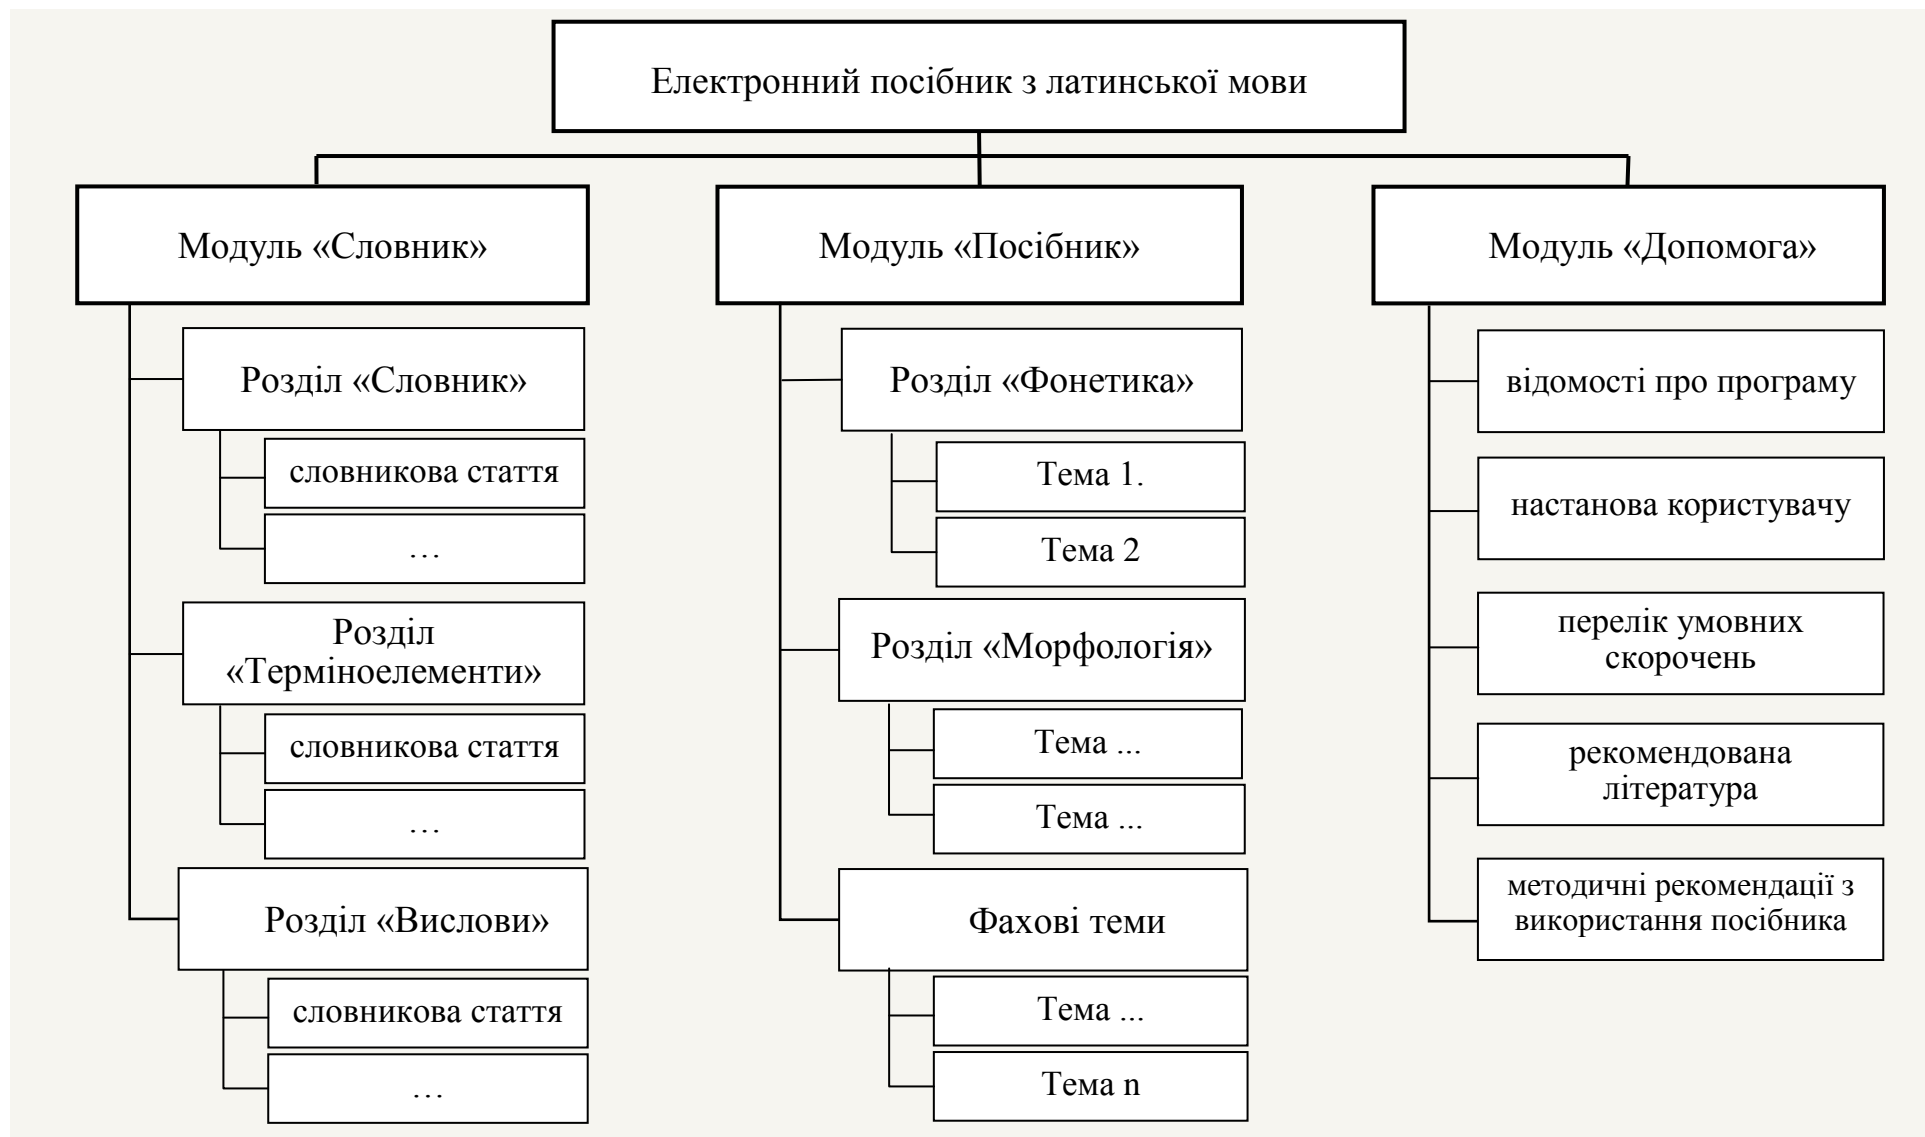 Електронний посібник з латинської мови
Модуль «Словник»
Розділ «Словник»
словникова стаття
…
Розділ
«Терміноелементи»
словникова стаття
…
Розділ «Вислови»
словникова стаття
…
Модуль «Посібник»
Розділ «Фонетика»
Тема 1.
Тема 2
Розділ «Морфологія»
Тема ...
Тема ...
Фахові теми
Тема ...
Тема n
Модуль «Допомога»
відомості про програму
настанова користувачу
перелік умовних
скорочень
рекомендована
література
методичні рекомендації з
використання посібника